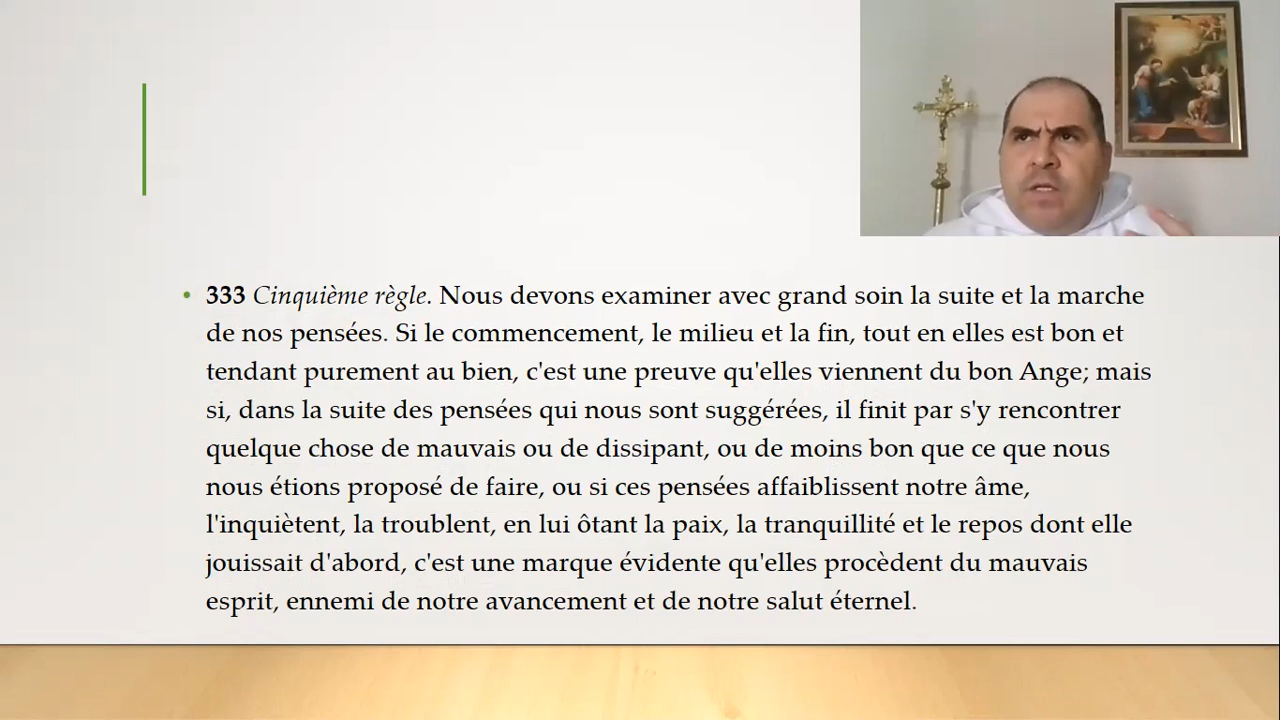 333 Cinquième règle. Nous devons examiner avec grand soin la suite et la marche
de nos pensées. Si le commencement, le milieu et la fin, tout en elles est bon et
tendant purement au bien, c'est une preuve qu'elles viennent du bon Ange; mais
si, dans la suite des pensées qui nous sont suggérées, il finit par s'y rencontrer
quelque chose de mauvais ou de dissipant, ou de moins bon que ce que nous
nous étions proposé de faire, ou si ces pensées affaiblissent notre âme,
l'inquiètent, la troublent, en lui ôtant la paix, la tranquillité et le repos dont elle
jouissait d'abord, c'est une marque évidente qu'elles procèdent du mauvais
esprit, ennemi de notre avancement et de notre salut éternel.